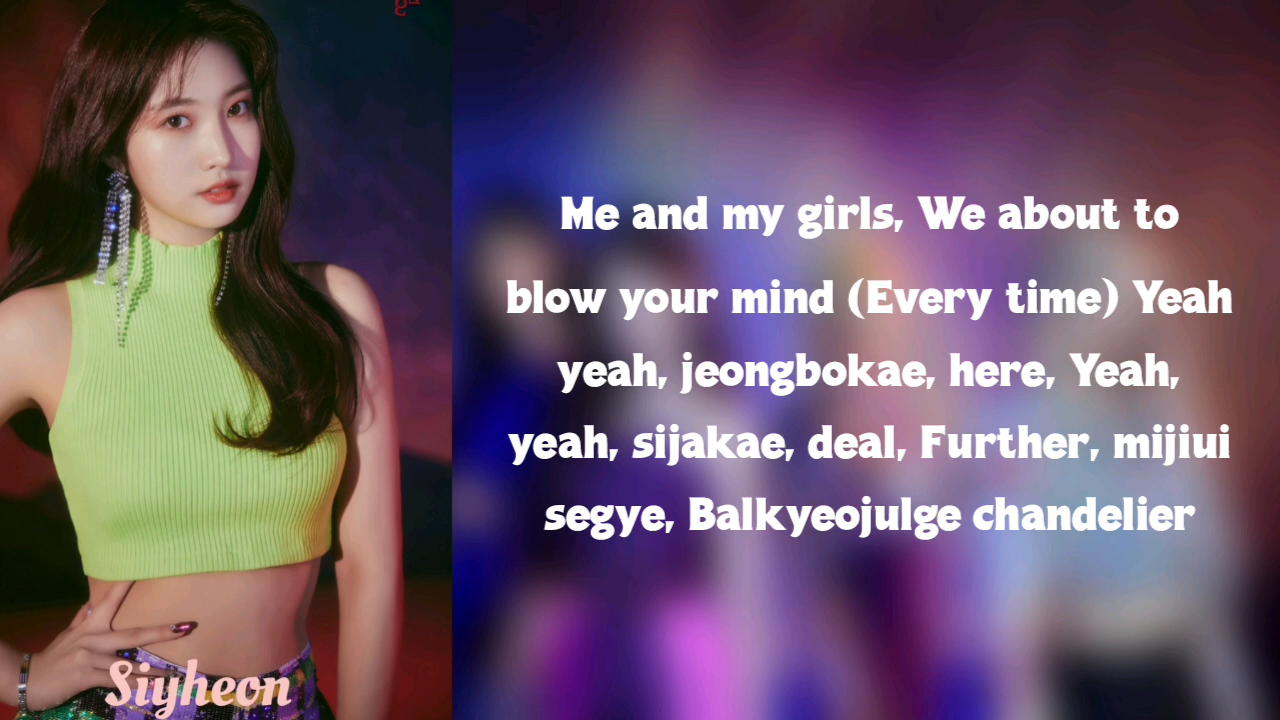 Me and my girls, We about to
blow your mind (Every time) Yeah
yeah, jeongbokae, here, Yeah,
yeah, sijakae, deal, Further, mijiui
segye, Balkyeojulge chandelier
Siyheon